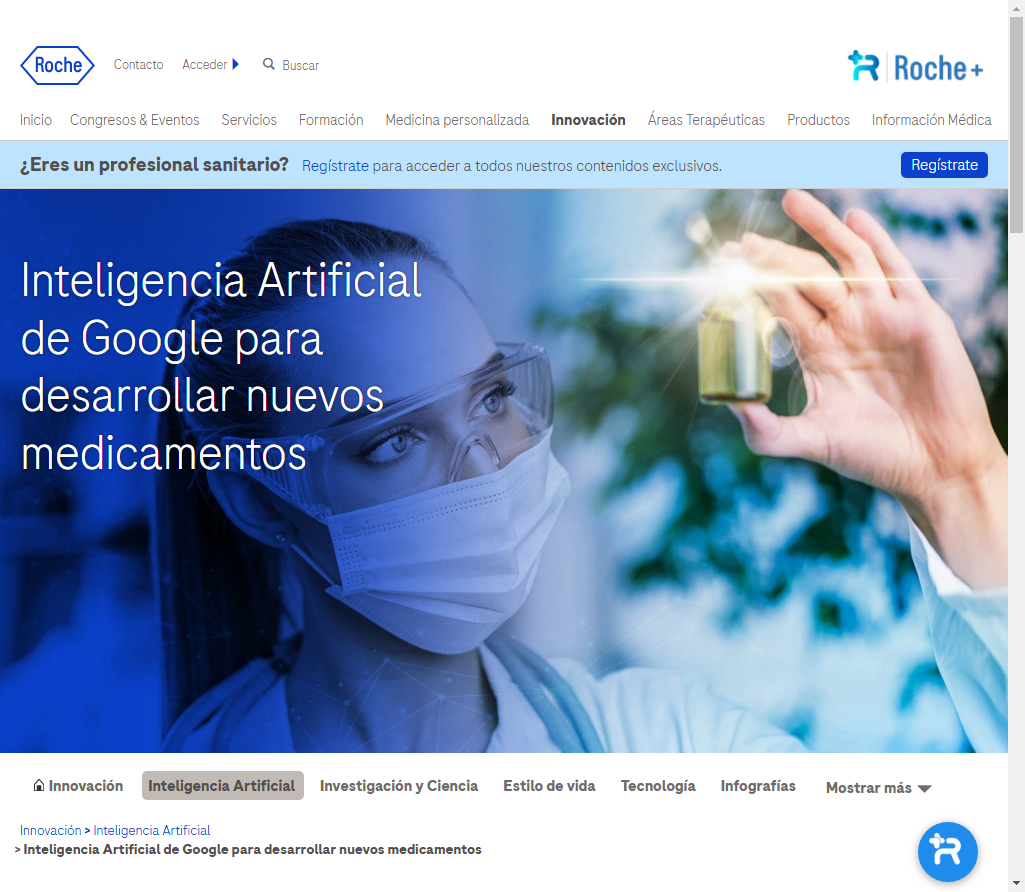 Roche
Contacto
Acceder
Buscar
Roche+
Inicio
Congresos & Eventos
Servicios
Formación
Medicina personalizada
Innovación
Áreas Terapéuticas
Productos
Información Médica
¿Eres un profesional sanitario?
Regístrate para acceder a todos nuestros contenidos exclusivos.
Regístrate
Inteligencia Artificial
de Google para
desarrollar nuevos
medicamentos
Innovación
Inteligencia Artificial
Investigación y Ciencia
Estilo de vida
Tecnología
Infografías
Mostrar más
Innovación > Inteligencia Artificial
> Inteligencia Artificial de Google para desarrollar nuevos medicamentos